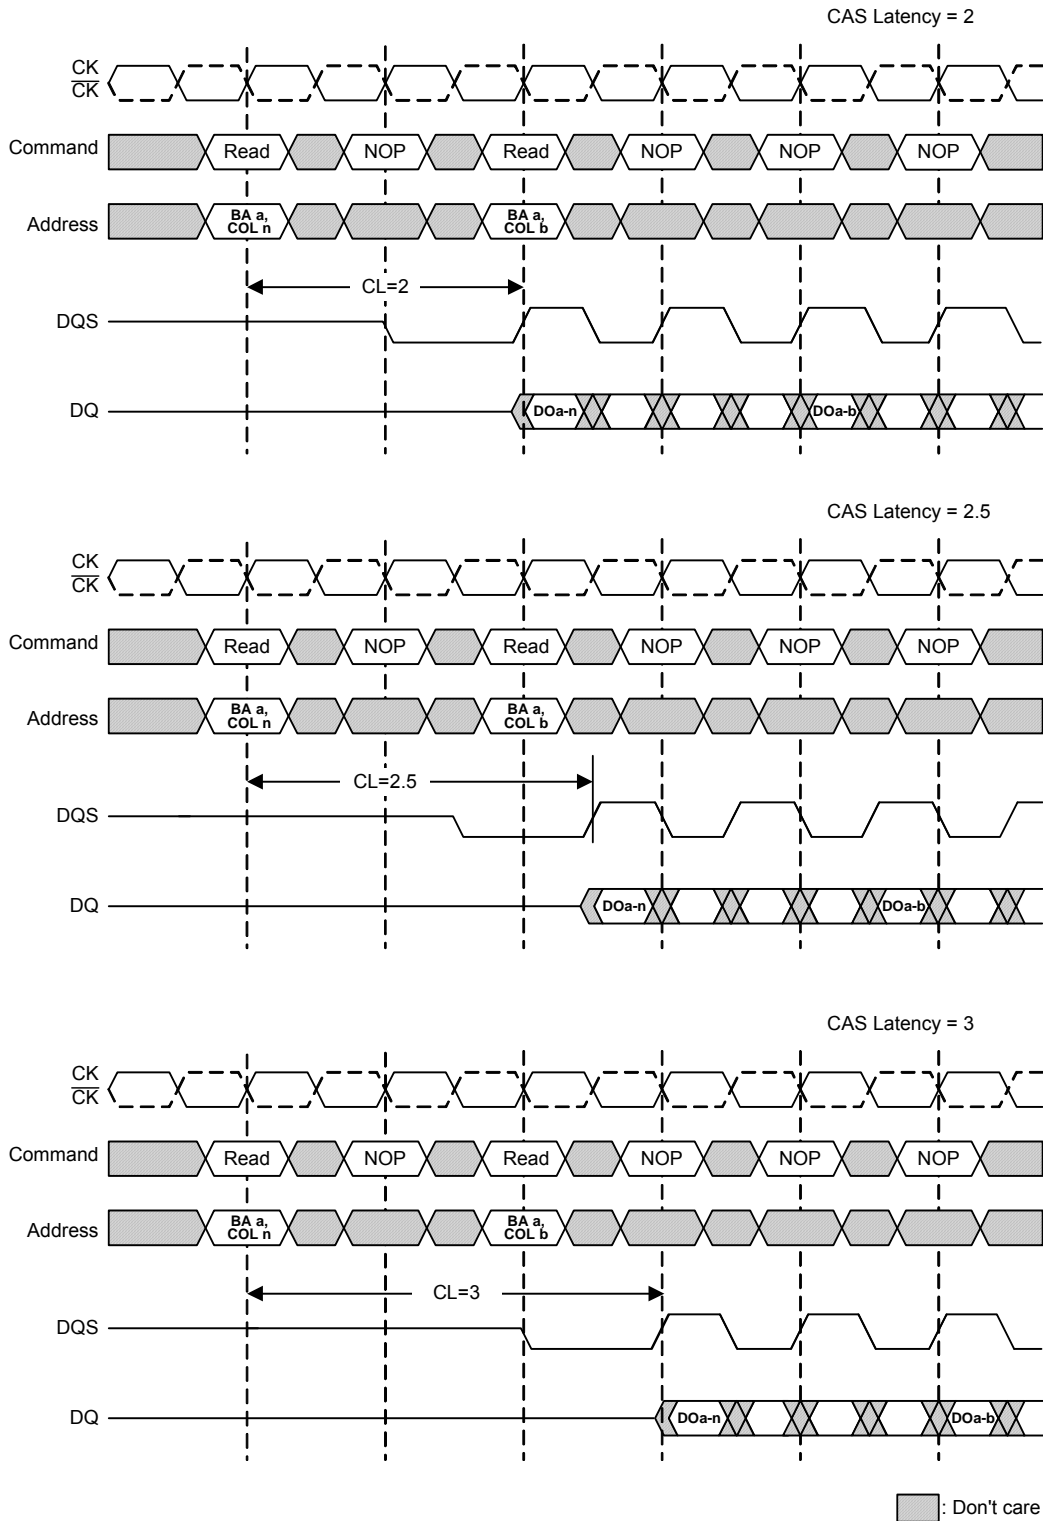 CAS Latency = 2
CK
CK
Command
Read
NOP
Read
NOP
NOP
NOP
Address
BA a,
COL n
BA a,
COL b
CL=2
DQS
DQ
DOa-n
DOa-b
CAS Latency = 2.5
CK
CK
Command
Read
NOP
Read
NOP
NOP
NOP
Address
BA a,
COL n
BA a,
COL b
CL=2.5
DQS
DQ
DOa-n
DOa-b
CAS Latency = 3
CK
CK
Command
Read
NOP
Read
NOP
NOP
NOP
Address
BA a,
COL n
BA a,
COL b
CL=3
DQS
DQ
DOa-n
DOa-b
: Don't care